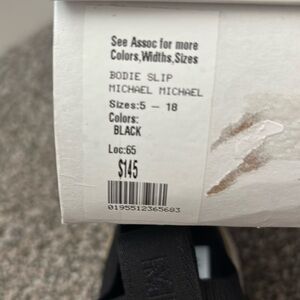 See Assoc for more
Colors,Widths,Sizes
BODIE SLIP
MICHAEL MICHAEL
Sizes:5 - 18
Colors:
BLACK
Loc:65
$145
0195512365683